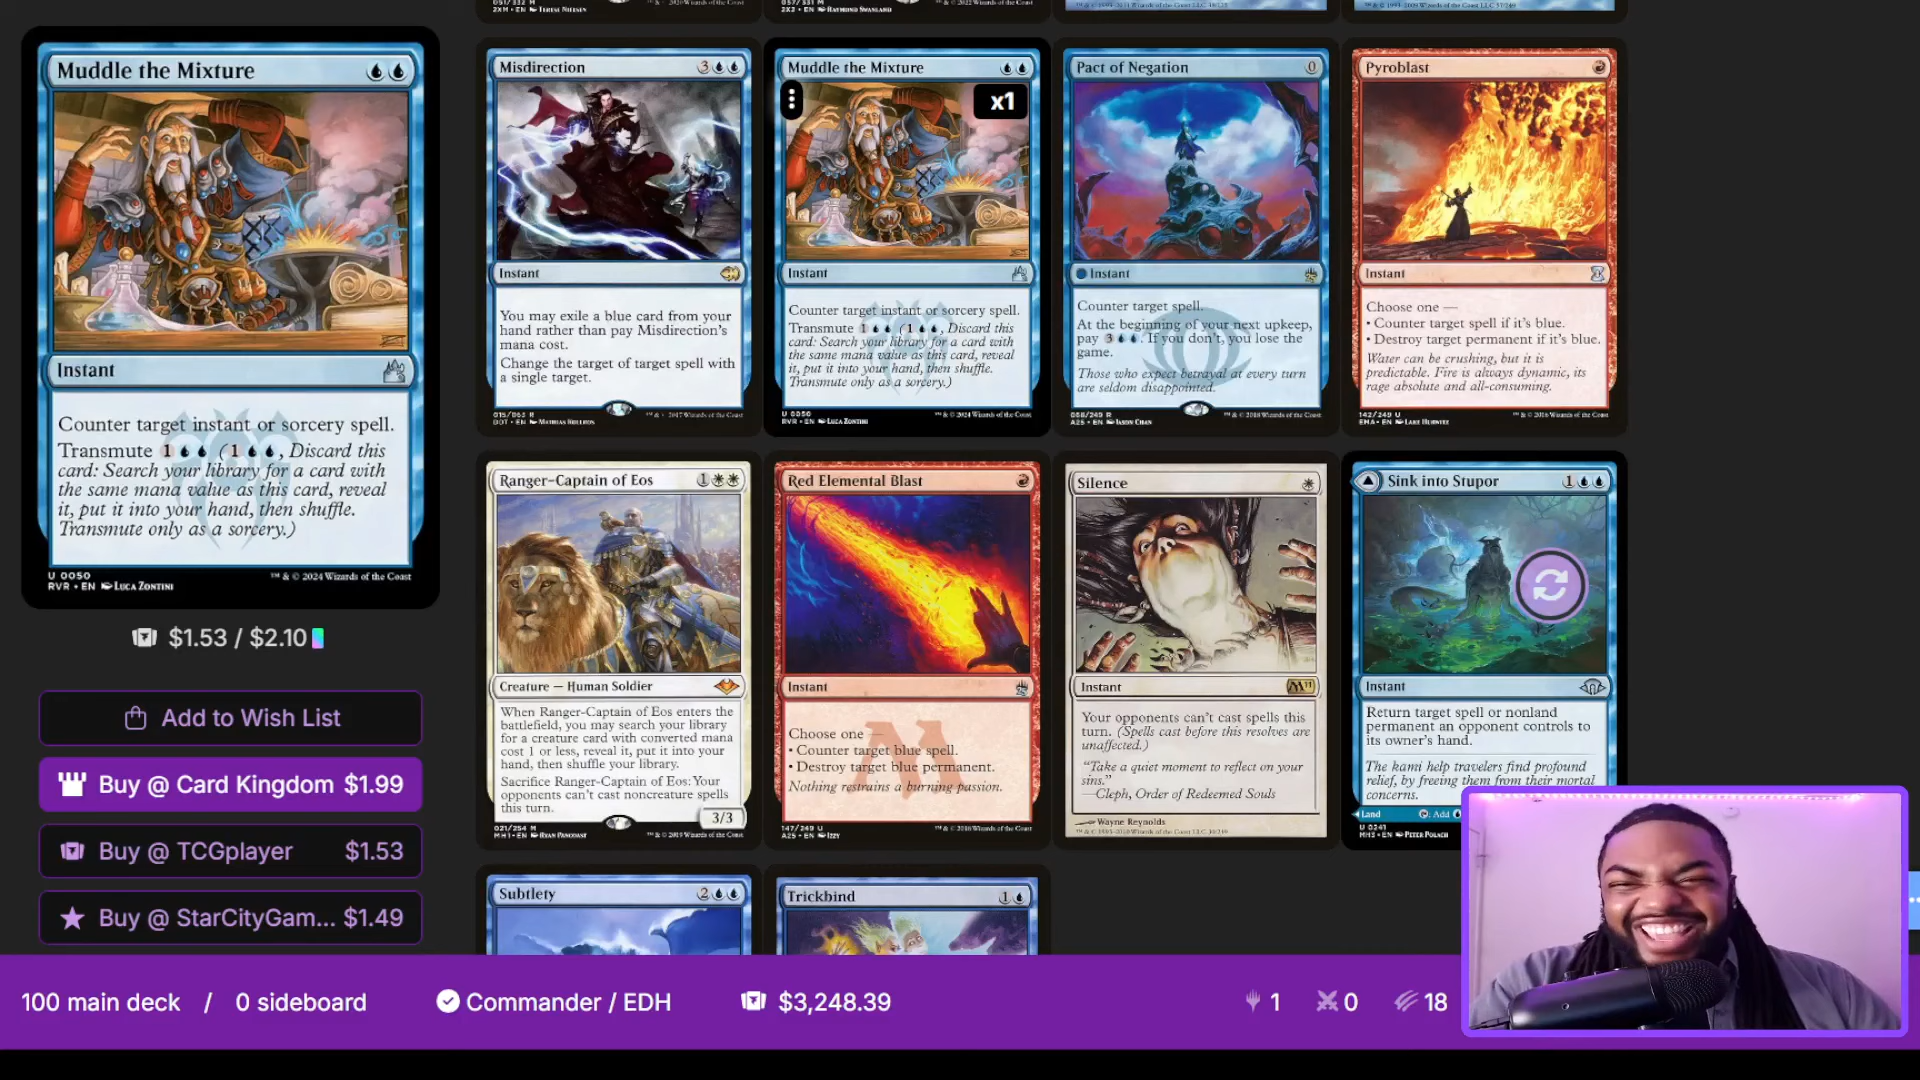 Muddle the Mixture
Instant
Counter target instant or sorcery spell.
Transmute 1 ( 1 , Discard this
card: Search your library for a card with
the same mana value as this card, reveal
it, put it into your hand, then shuffle.
Transmute only as a sorcery.)
U 0050
RVR • EN LUCA ZONTINI
™ & © 2024 Wizards of the Coast
$1.53 / $2.10
Add to Wish List
Buy @ Card Kingdom $1.99
Buy @ TCGplayer $1.53
Buy @ StarCityGam... $1.49
Misdirection 3
Instant
You may exile a blue card from your
hand rather than pay Misdirection's
mana cost.
Change the target of target spell with
a single target.
Muddle the Mixture
x1
Instant
Counter target instant or sorcery spell.
Transmute 1 ( 1 , Discard this
card: Search your library for a card with
the same mana value as this card, reveal
it, put it into your hand, then shuffle.
Transmute only as a sorcery.)
U 0050
RVR • EN LUCA ZONTINI
Pact of Negation 0
Instant
Counter target spell.
At the beginning of your next upkeep,
pay 3 . If you don't, you lose the
game.
Those who expect betrayal at every turn
are seldom disappointed.
Pyroblast
Instant
Choose one —
• Counter target spell if it's blue.
• Destroy target permanent if it's blue.
Water can be crushing, but it is
predictable. Fire is always dynamic, its
rage absolute and all-consuming.
Ranger-Captain of Eos 1
Creature — Human Soldier
When Ranger-Captain of Eos enters the
battlefield, you may search your library
for a creature card with converted mana
cost 1 or less, reveal it, put it into your
hand, then shuffle your library.
Sacrifice Ranger-Captain of Eos: Your
opponents can't cast noncreature spells
this turn.
3/3
Red Elemental Blast
Instant
Choose one —
• Counter target blue spell.
• Destroy target blue permanent.
Nothing restrains a burning passion.
Silence
Instant
Your opponents can't cast spells this
turn. (Spells cast before this resolves are
unaffected.)
"Take a quiet moment to reflect on your
sins."
—Cleph, Order of Redeemed Souls
Wayne Reynolds
Sink into Stupor 1
Instant
Return target spell or nonland
permanent an opponent controls to
its owner's hand.
The kami help travelers find profound
relief, by freeing them from their mortal
concerns.
Land : Add
Subtlety 2
Trickbind 1
100 main deck / 0 sideboard
Commander / EDH
$3,248.39
1
0
18